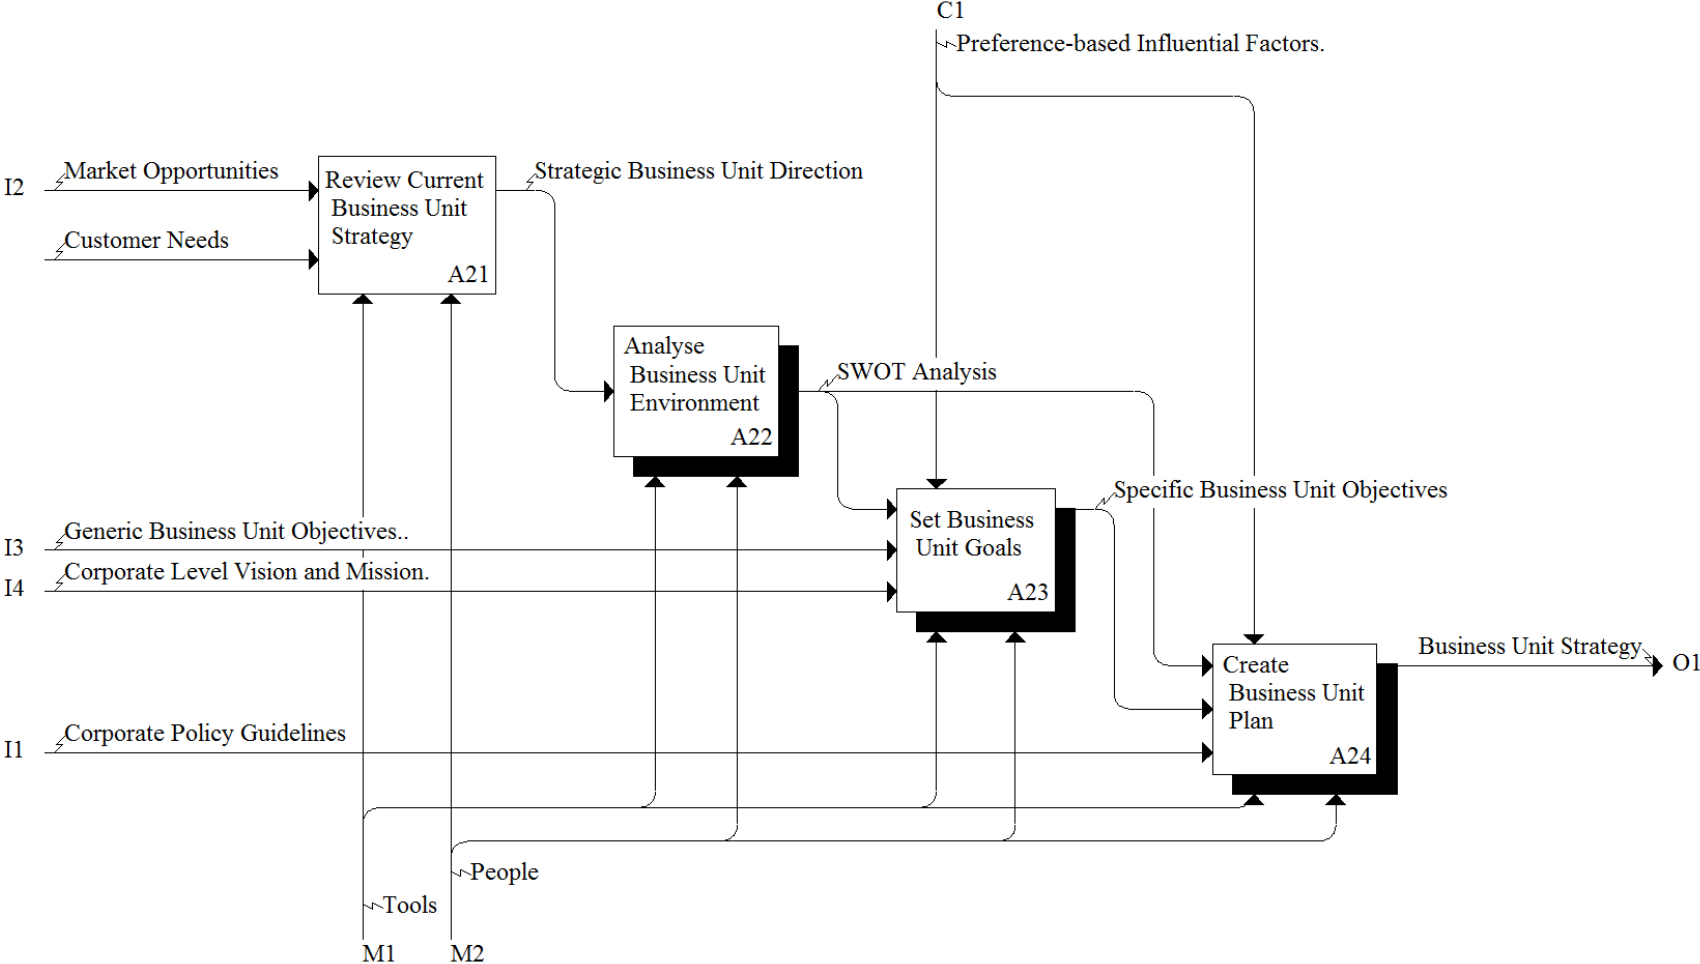 C1
Preference-based Influential Factors.
I2
Market Opportunities
Customer Needs
Review Current
Business Unit
Strategy
A21
Strategic Business Unit Direction
Analyse
Business Unit
Environment
A22
SWOT Analysis
I3
Generic Business Unit Objectives..
I4
Corporate Level Vision and Mission.
Set Business
Unit Goals
A23
Specific Business Unit Objectives
I1
Corporate Policy Guidelines
Create
Business Unit
Plan
A24
Business Unit Strategy
O1
People
Tools
M1
M2